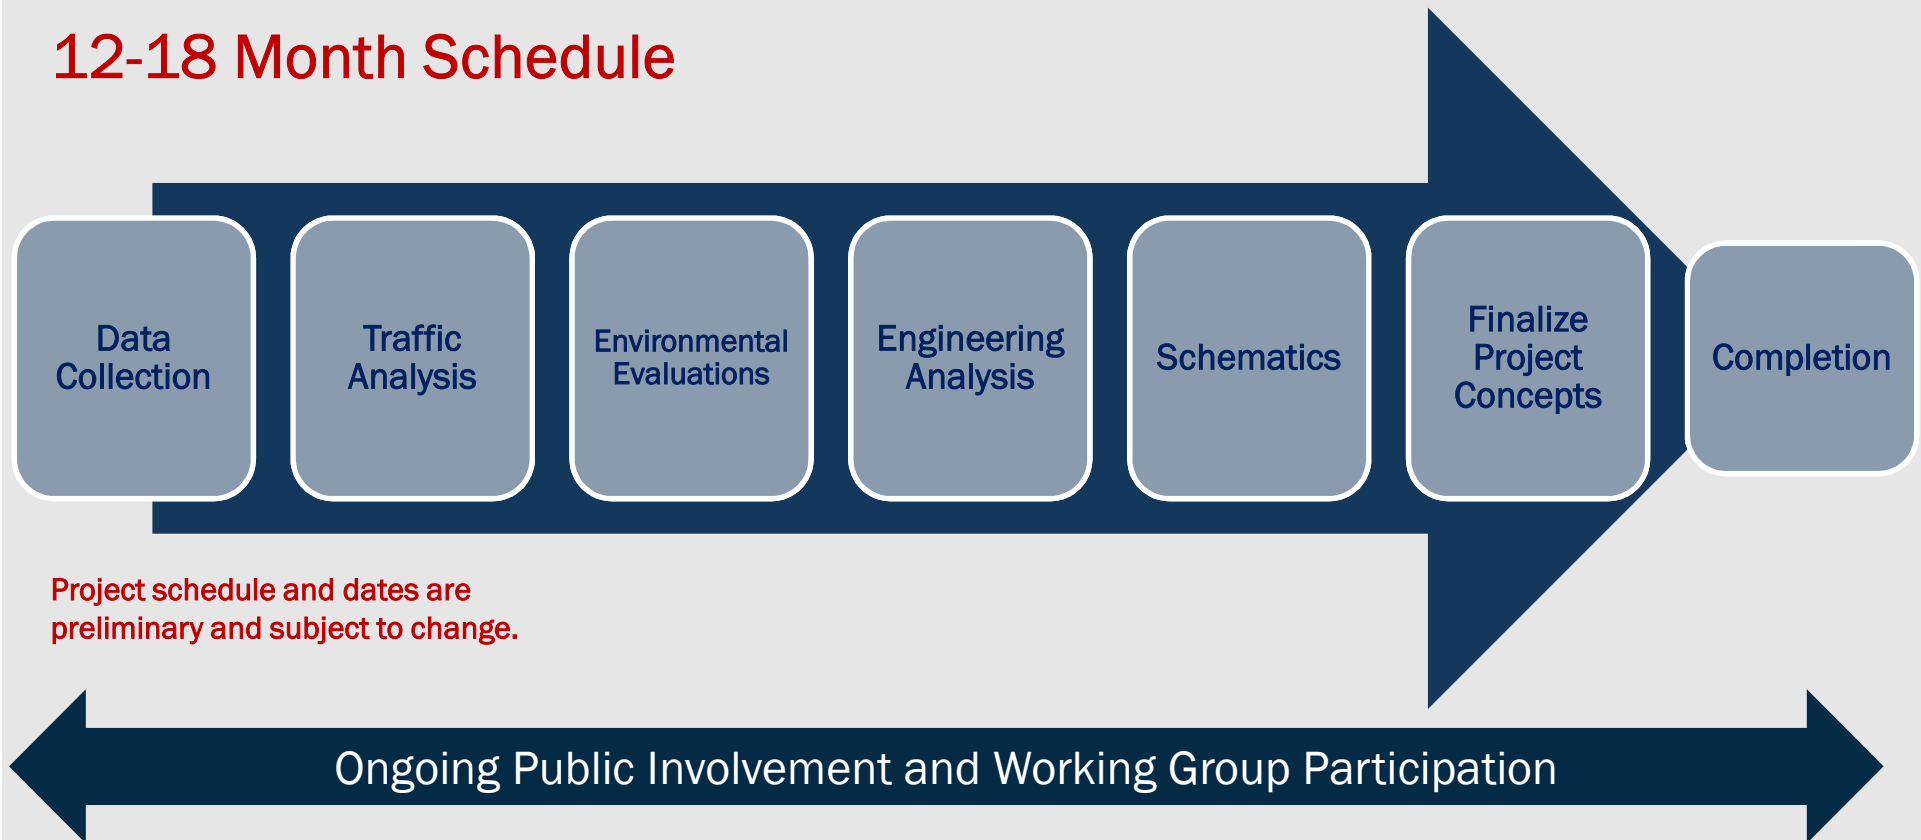 12-18 Month Schedule
Data
Collection
Traffic
Analysis
Environmental
Evaluations
Engineering
Analysis
Schematics
Finalize
Project
Concepts
Completion
Project schedule and dates are
preliminary and subject to change.
Ongoing Public Involvement and Working Group Participation